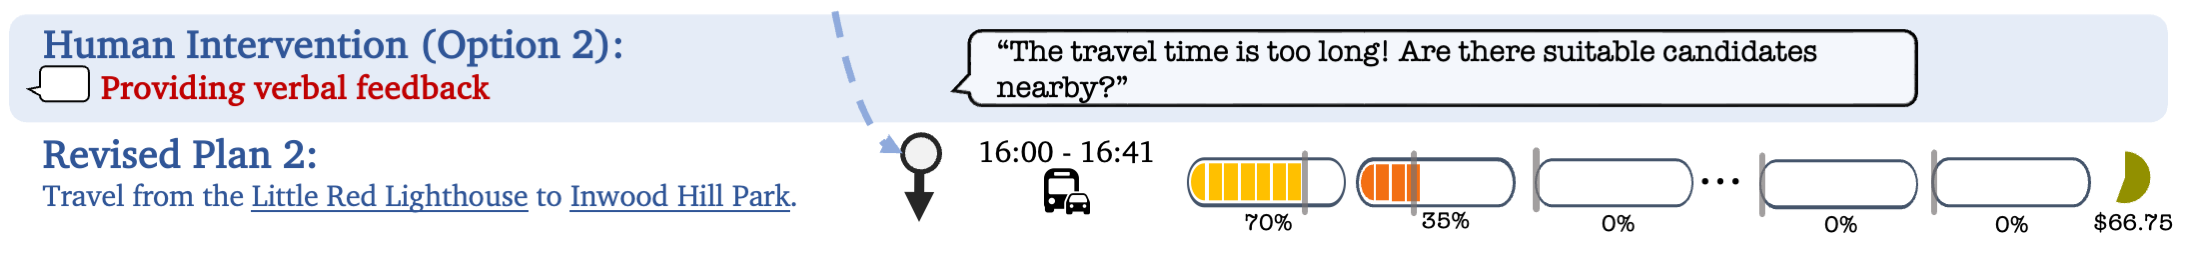 Human Intervention (Option 2):
Providing verbal feedback
“The travel time is too long! Are there suitable candidates
nearby?”
Revised Plan 2:
Travel from the Little Red Lighthouse to Inwood Hill Park.
16:00 - 16:41
70%
35%
0%
0%
0%
$66.75